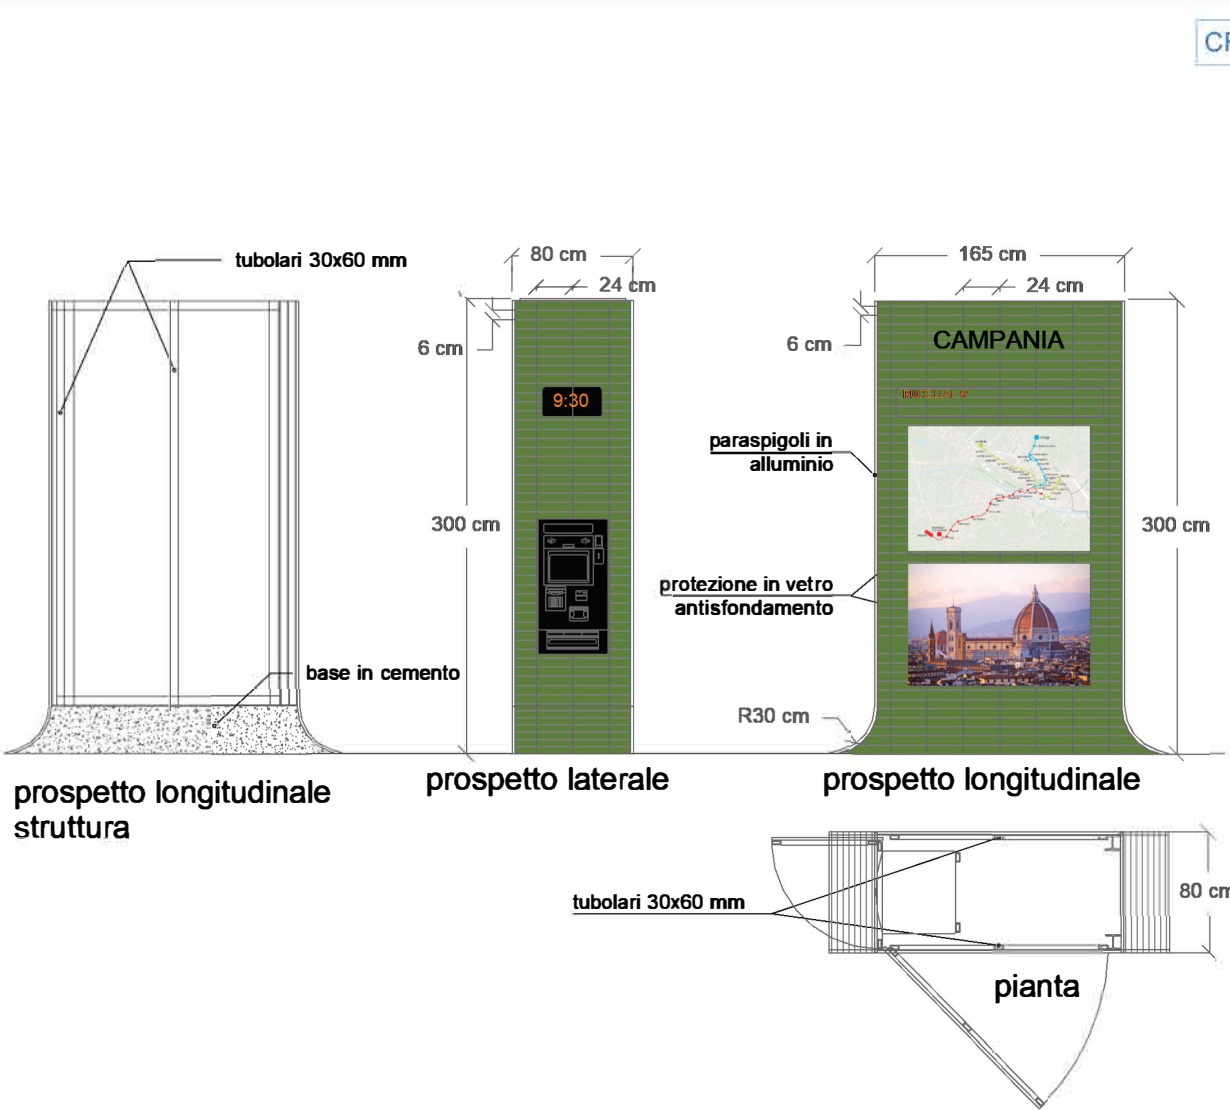 tubolari 30x60 mm
80 cm
24 cm
6 cm
9:30
300 cm
base in cemento
prospetto longitudinale
struttura
prospetto laterale
165 cm
24 cm
6 cm
CAMPANIA
paraspigoli in
alluminio
protezione in vetro
antisfondamento
300 cm
R30 cm
prospetto longitudinale
tubolari 30x60 mm
80 cm
pianta